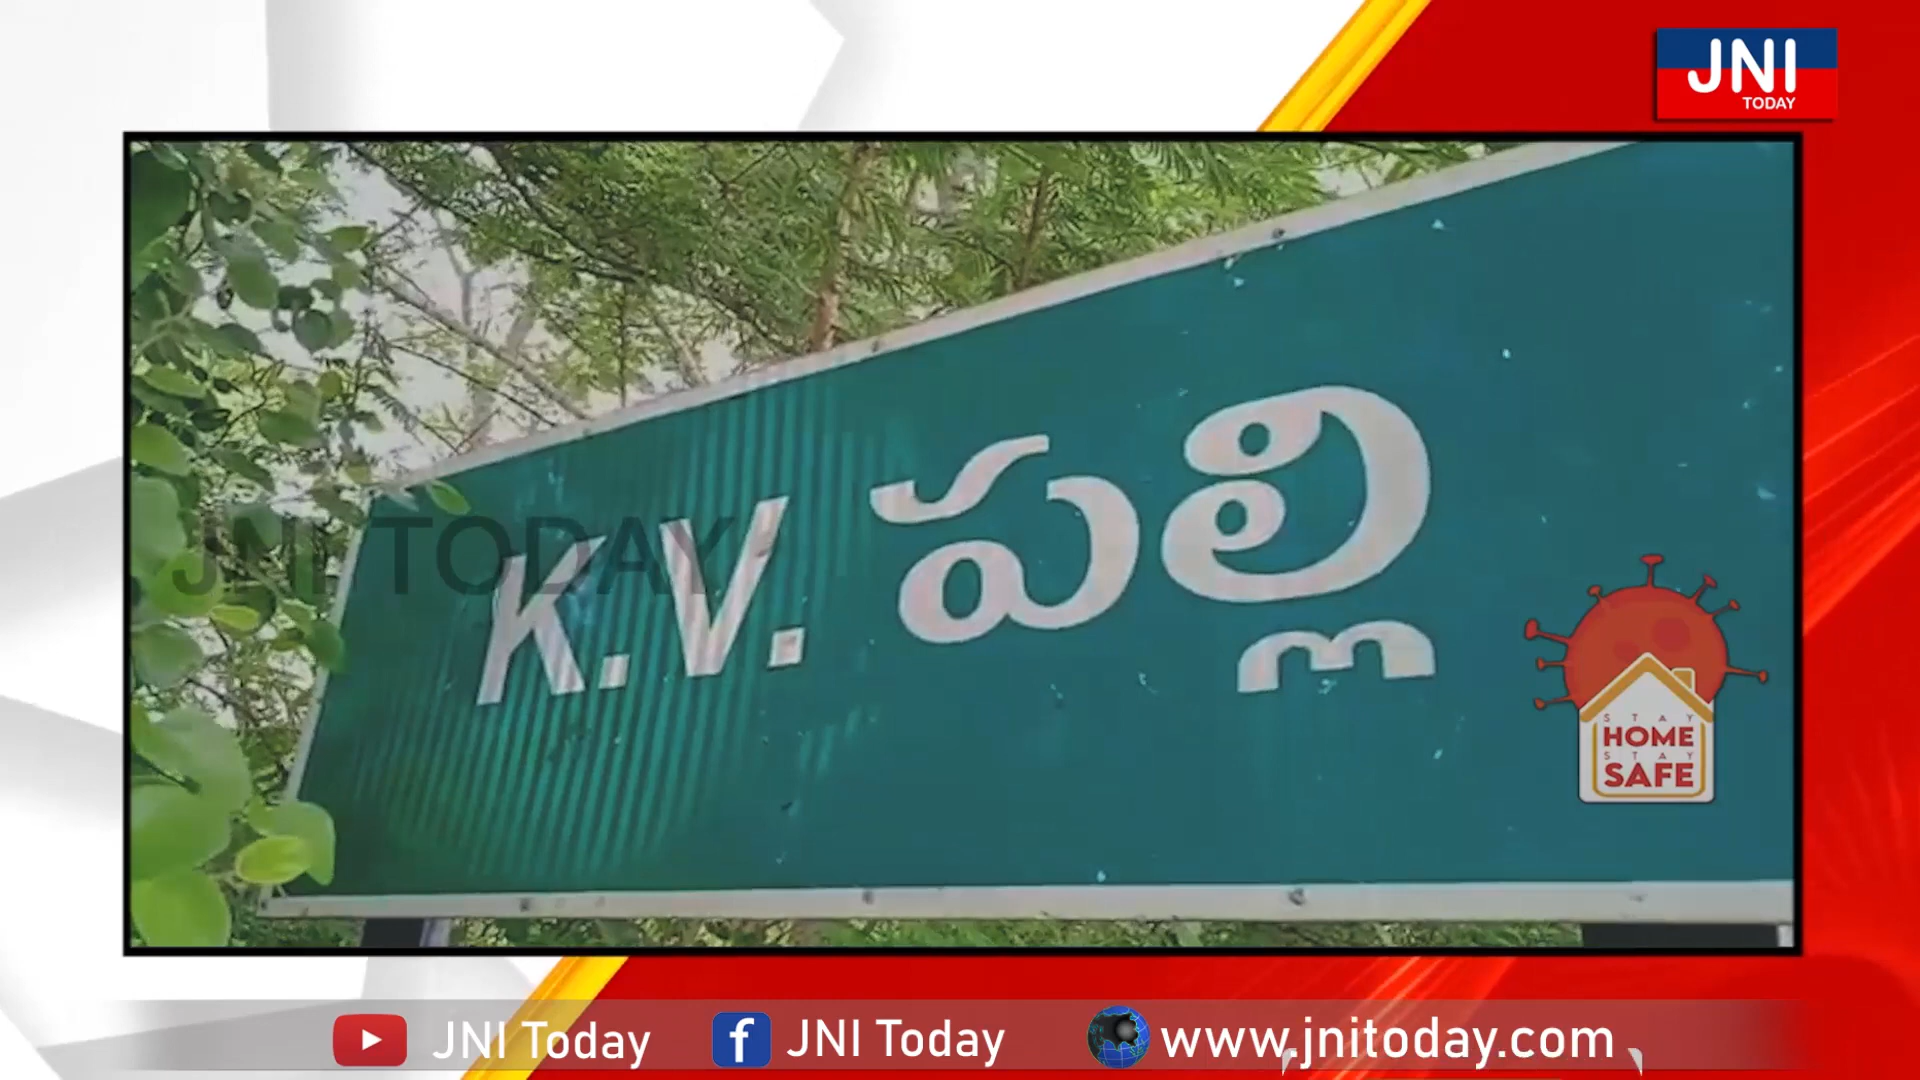 JNI
TODAY
JNI TODAY
K.V. పల్లి
STAY
HOME
STAY
SAFE
JNI Today
JNI Today
www.jnitoday.com